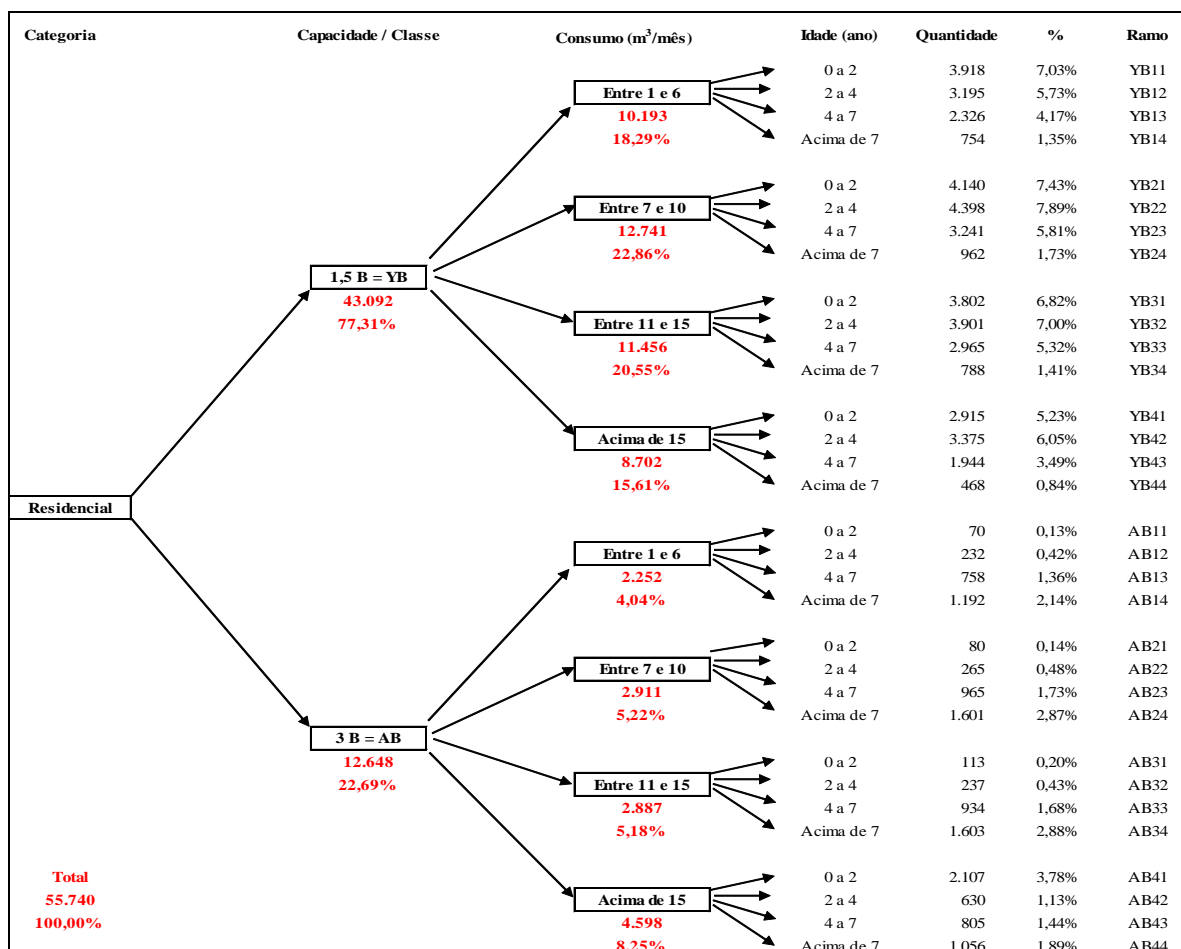 Categoria Capacidade / Classe Consumo (m³/mês) Idade (ano) Quantidade % Ramo
0 a 2 3.918 7,03% YB11
Entre 1 e 6 2 a 4 3.195 5,73% YB12
10.193 4 a 7 2.326 4,17% YB13
18,29% Acima de 7 754 1,35% YB14
0 a 2 4.140 7,43% YB21
Entre 7 e 10 2 a 4 4.398 7,89% YB22
12.741 4 a 7 3.241 5,81% YB23
22,86% Acima de 7 962 1,73% YB24
1,5 B = YB
43.092 0 a 2 3.802 6,82% YB31
77,31% Entre 11 e 15 2 a 4 3.901 7,00% YB32
11.456 4 a 7 2.965 5,32% YB33
20,55% Acima de 7 788 1,41% YB34
0 a 2 2.915 5,23% YB41
Acima de 15 2 a 4 3.375 6,05% YB42
8.702 4 a 7 1.944 3,49% YB43
15,61% Acima de 7 468 0,84% YB44
Residencial
0 a 2 70 0,13% AB11
Entre 1 e 6 2 a 4 232 0,42% AB12
2.252 4 a 7 758 1,36% AB13
4,04% Acima de 7 1.192 2,14% AB14
0 a 2 80 0,14% AB21
Entre 7 e 10 2 a 4 265 0,48% AB22
2.911 4 a 7 965 1,73% AB23
5,22% Acima de 7 1.601 2,87% AB24
3 B = AB
12.648 0 a 2 113 0,20% AB31
22,69% Entre 11 e 15 2 a 4 237 0,43% AB32
2.887 4 a 7 934 1,68% AB33
5,18% Acima de 7 1.603 2,88% AB34
Total 0 a 2 2.107 3,78% AB41
55.740 Acima de 15 2 a 4 630 1,13% AB42
100,00% 4.598 4 a 7 805 1,44% AB43
8,25% Acima de 7 1.056 1,89% AB44